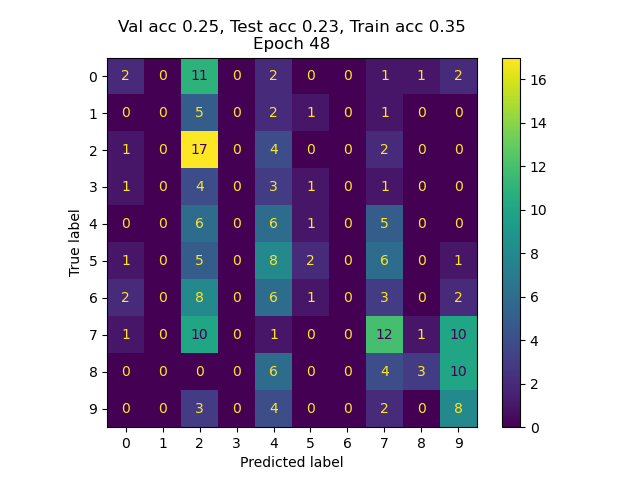 Val acc 0.25, Test acc 0.23, Train acc 0.35
Epoch 48
0 2 0 11 0 2 0 0 1 1 2
1 0 0 5 0 2 1 0 1 0 0
2 1 0 17 0 4 0 0 2 0 0
3 1 0 4 0 3 1 0 1 0 0
4 0 0 6 0 6 1 0 5 0 0
5 1 0 5 0 8 2 0 6 0 1
6 2 0 8 0 6 1 0 3 0 2
7 1 0 10 0 1 0 0 12 1 10
8 0 0 0 0 6 0 0 4 3 10
9 0 0 3 0 4 0 0 2 0 8
0 1 2 3 4 5 6 7 8 9
Predicted label
True label
16
14
12
10
8
6
4
2
0